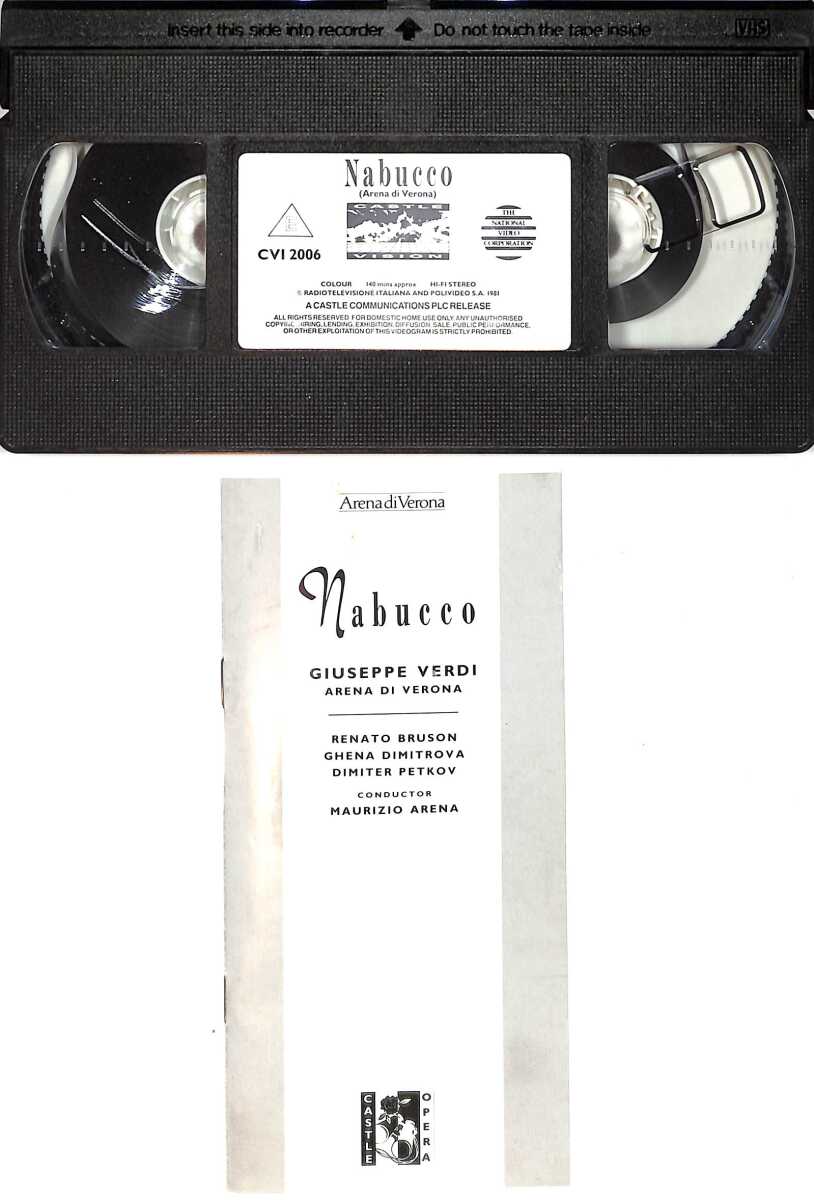 Insert this side into recorder Do not touch the tape inside VHS
Nabucco
(Arena di Verona)
E
CASTLE
VISION
THE
NATIONAL
VIDEO
CORPORATION
CVI 2006
COLOUR 140 mins approx HI-FI STEREO
© RADIOTELEVISIONE ITALIANA AND POLIVIDEO S.A. 1981
A CASTLE COMMUNICATIONS PLC RELEASE
ALL RIGHTS RESERVED. FOR DOMESTIC HOME USE ONLY. ANY UNAUTHORISED
HIRING, LENDING, EXHIBITION, DIFFUSION, SALE, PUBLIC PERFORMANCE,
OR OTHER EXPLOITATION OF THIS VIDEOGRAM IS STRICTLY PROHIBITED.
Arena di Verona
Nabucco
GIUSEPPE VERDI
ARENA DI VERONA
RENATO BRUSON
GHENA DIMITROVA
DIMITER PETKOV
CONDUCTOR
MAURIZIO ARENA
CASTLE
OPERA